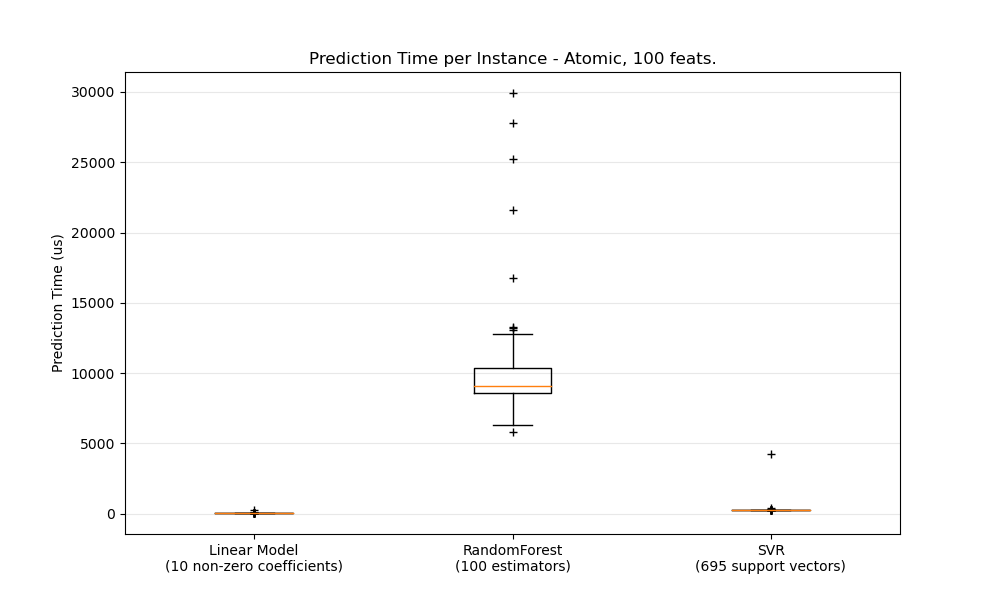 Prediction Time per Instance - Atomic, 100 feats.
Prediction Time (us)
30000
25000
20000
15000
10000
5000
0
Linear Model
(10 non-zero coefficients)
RandomForest
(100 estimators)
SVR
(695 support vectors)